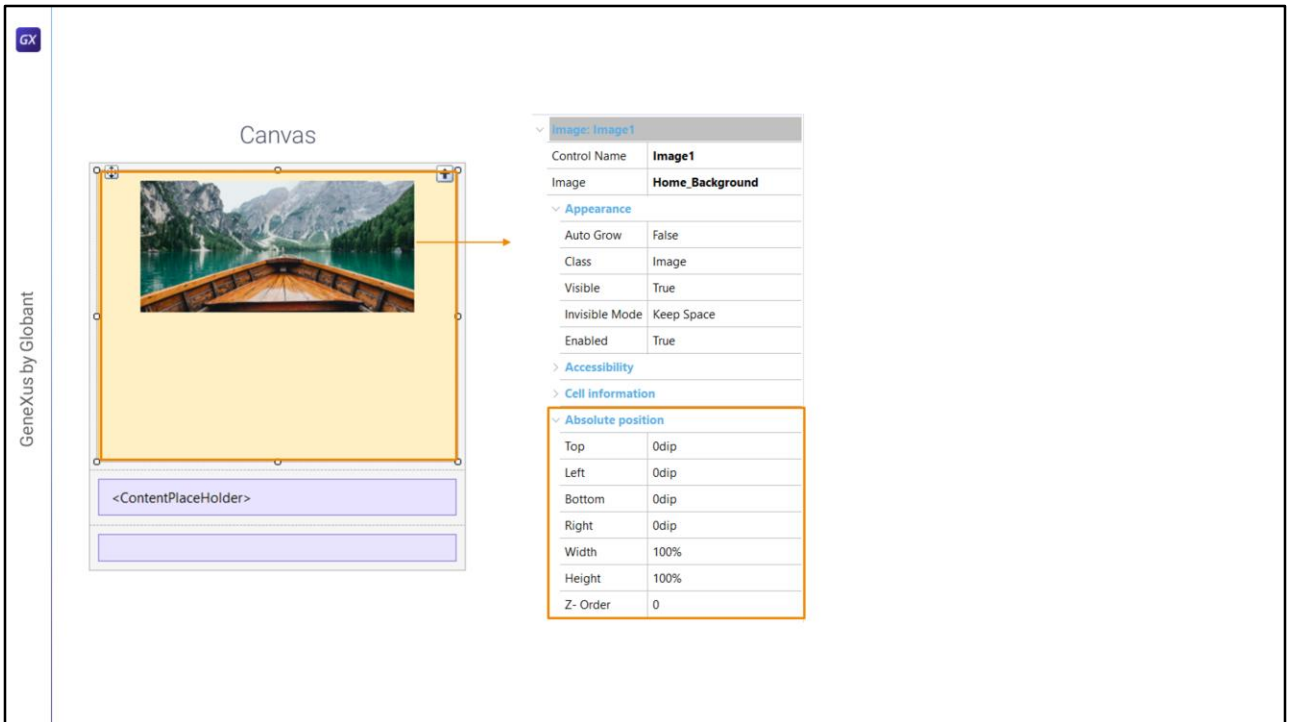 GX
GeneXus by Globant
Canvas
<ContentPlaceHolder>
image: Image1
Control Name Image1
Image Home_Background
Appearance
Auto Grow False
Class Image
Visible True
Invisible Mode Keep Space
Enabled True
Accessibility
Cell information
Absolute position
Top 0dip
Left 0dip
Bottom 0dip
Right 0dip
Width 100%
Height 100%
Z- Order 0